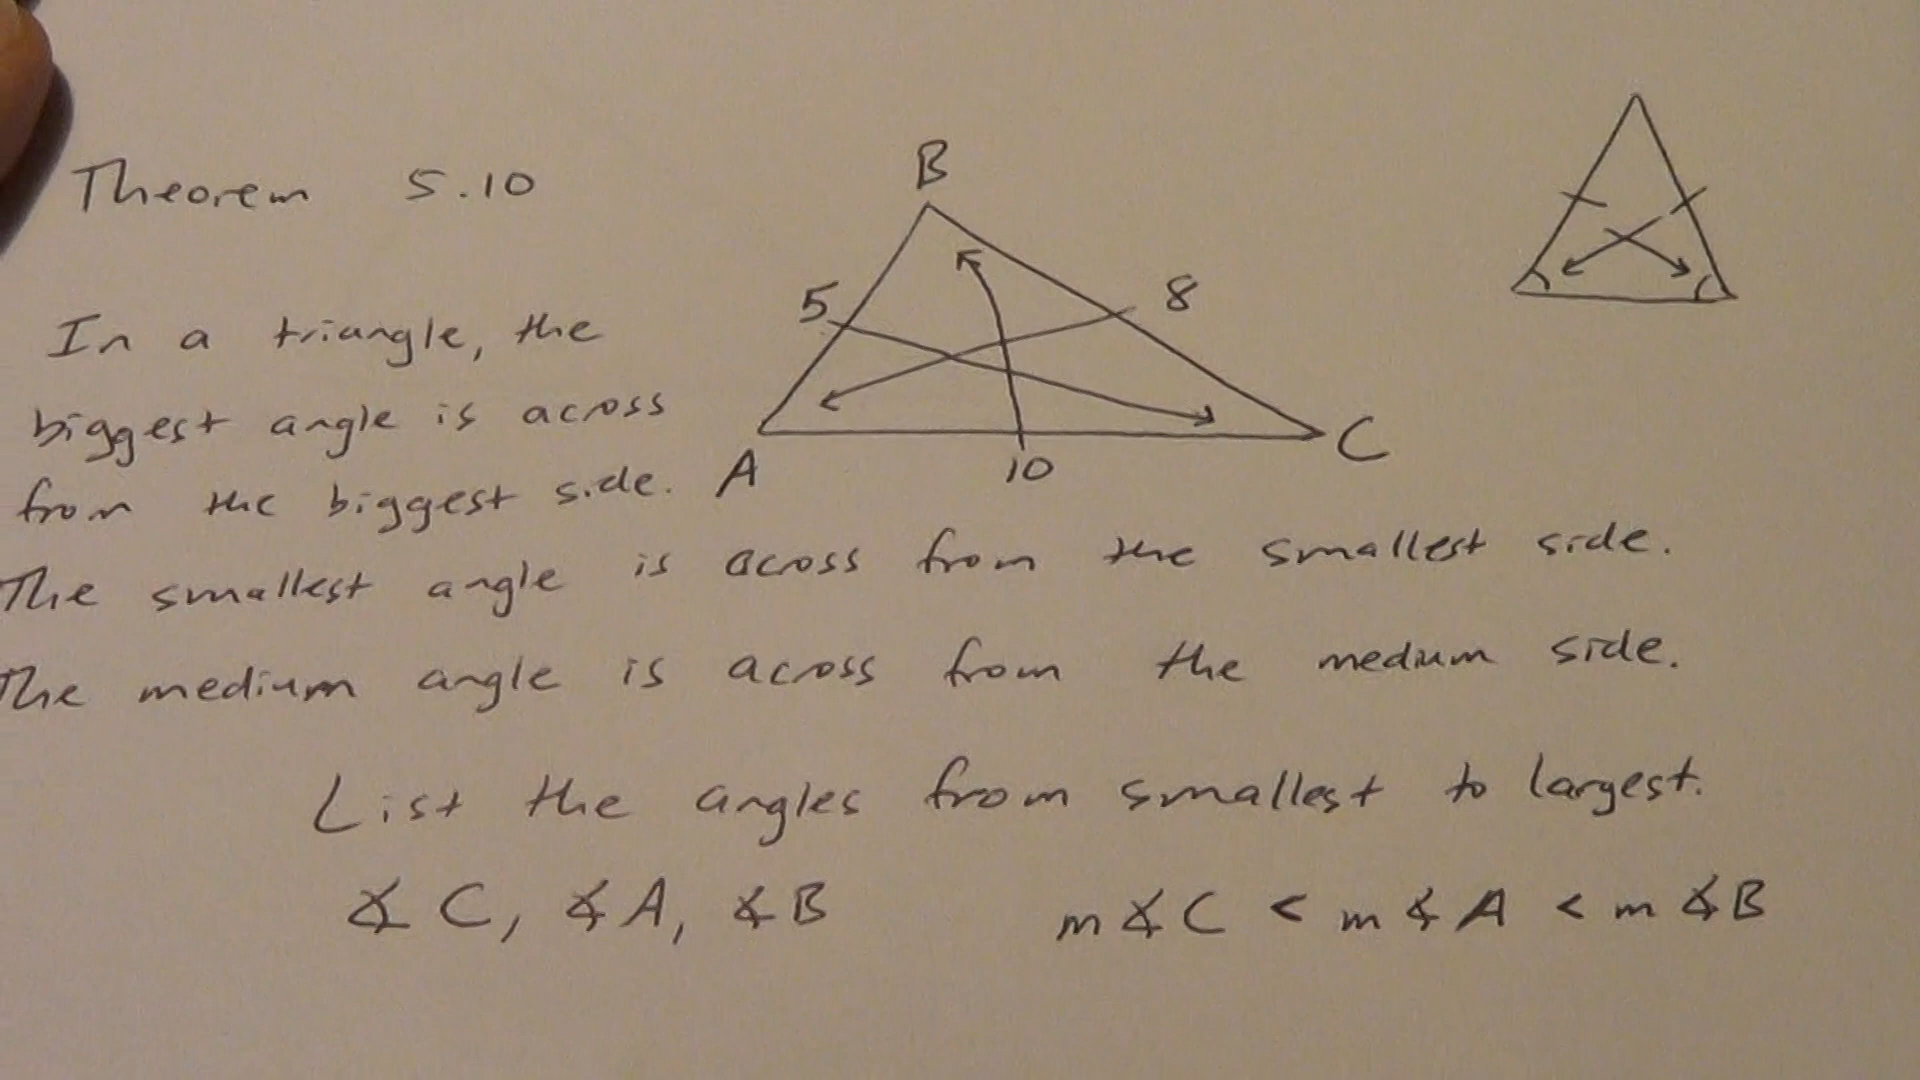 Theorem 5.10
B
5
8
In a triangle, the
biggest angle is across
from the biggest side.
A
10
C
The smallest angle is across from the smallest side.
The medium angle is across from the medium side.
List the angles from smallest to largest.
∡C, ∡A, ∡B
m∡C < m∡A < m∡B